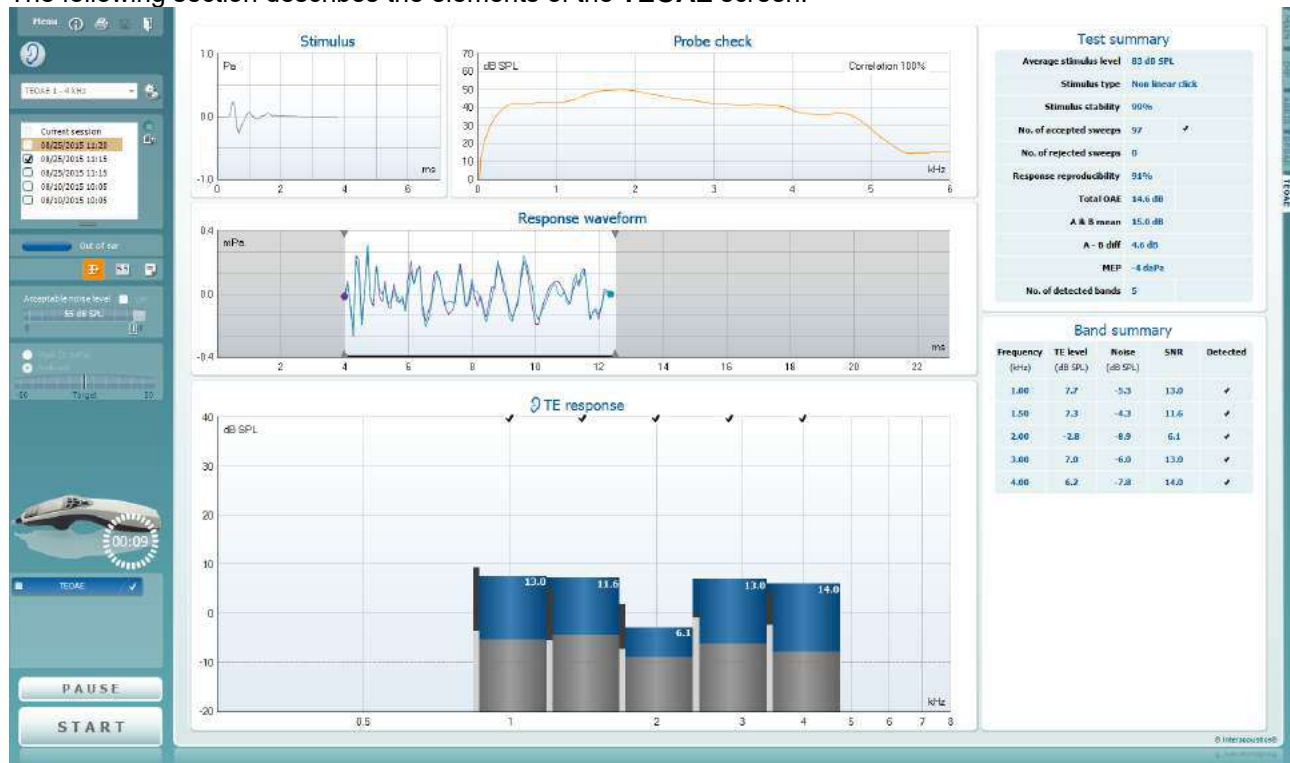 The following section describes the elements of the TEOAE screen.
Menu
TEOAE 1 - 4 kHz
Current session
08/25/2015 11:20
08/25/2015 11:15
08/25/2015 11:15
08/10/2015 10:05
08/10/2015 10:05
Out of ear
Acceptable noise level
55 dB SPL
Target
00:09
TEOAE
PAUSE
START
Stimulus
Pa
1.0
0.0
-1.0
0 2 4 6
ms
Probe check
dB SPL
Correlation 100%
70
60
50
40
30
20
10
0
0 1 2 3 4 5 6
kHz
Response waveform
mPa
0.4
0.0
-0.4
2 4 6 8 10 12 14 16 18 20 22
ms
TE response
dB SPL
40
30
20
10
0
-10
-20
13.0 11.6 6.1 13.0 14.0
0.5 1 2 3 4 5 6 7 8
kHz
Test summary
Average stimulus level 83 dB SPL
Stimulus type Non linear click
Stimulus stability 99%
No. of accepted sweeps 97
No. of rejected sweeps 0
Response reproducibility 91%
Total OAE 14.6 dB
A & B mean 15.0 dB
A - B diff 4.6 dB
MEP -4 daPa
No. of detected bands 5
Band summary
Frequency TE level Noise SNR Detected
(kHz) (dB SPL) (dB SPL)
1.00 7.7 -5.3 13.0 ✔
1.50 7.3 -4.3 11.6 ✔
2.00 -2.8 -8.9 6.1 ✔
3.00 7.0 -6.0 13.0 ✔
4.00 6.2 -7.8 14.0 ✔
TEOAE
© Interacoustics®